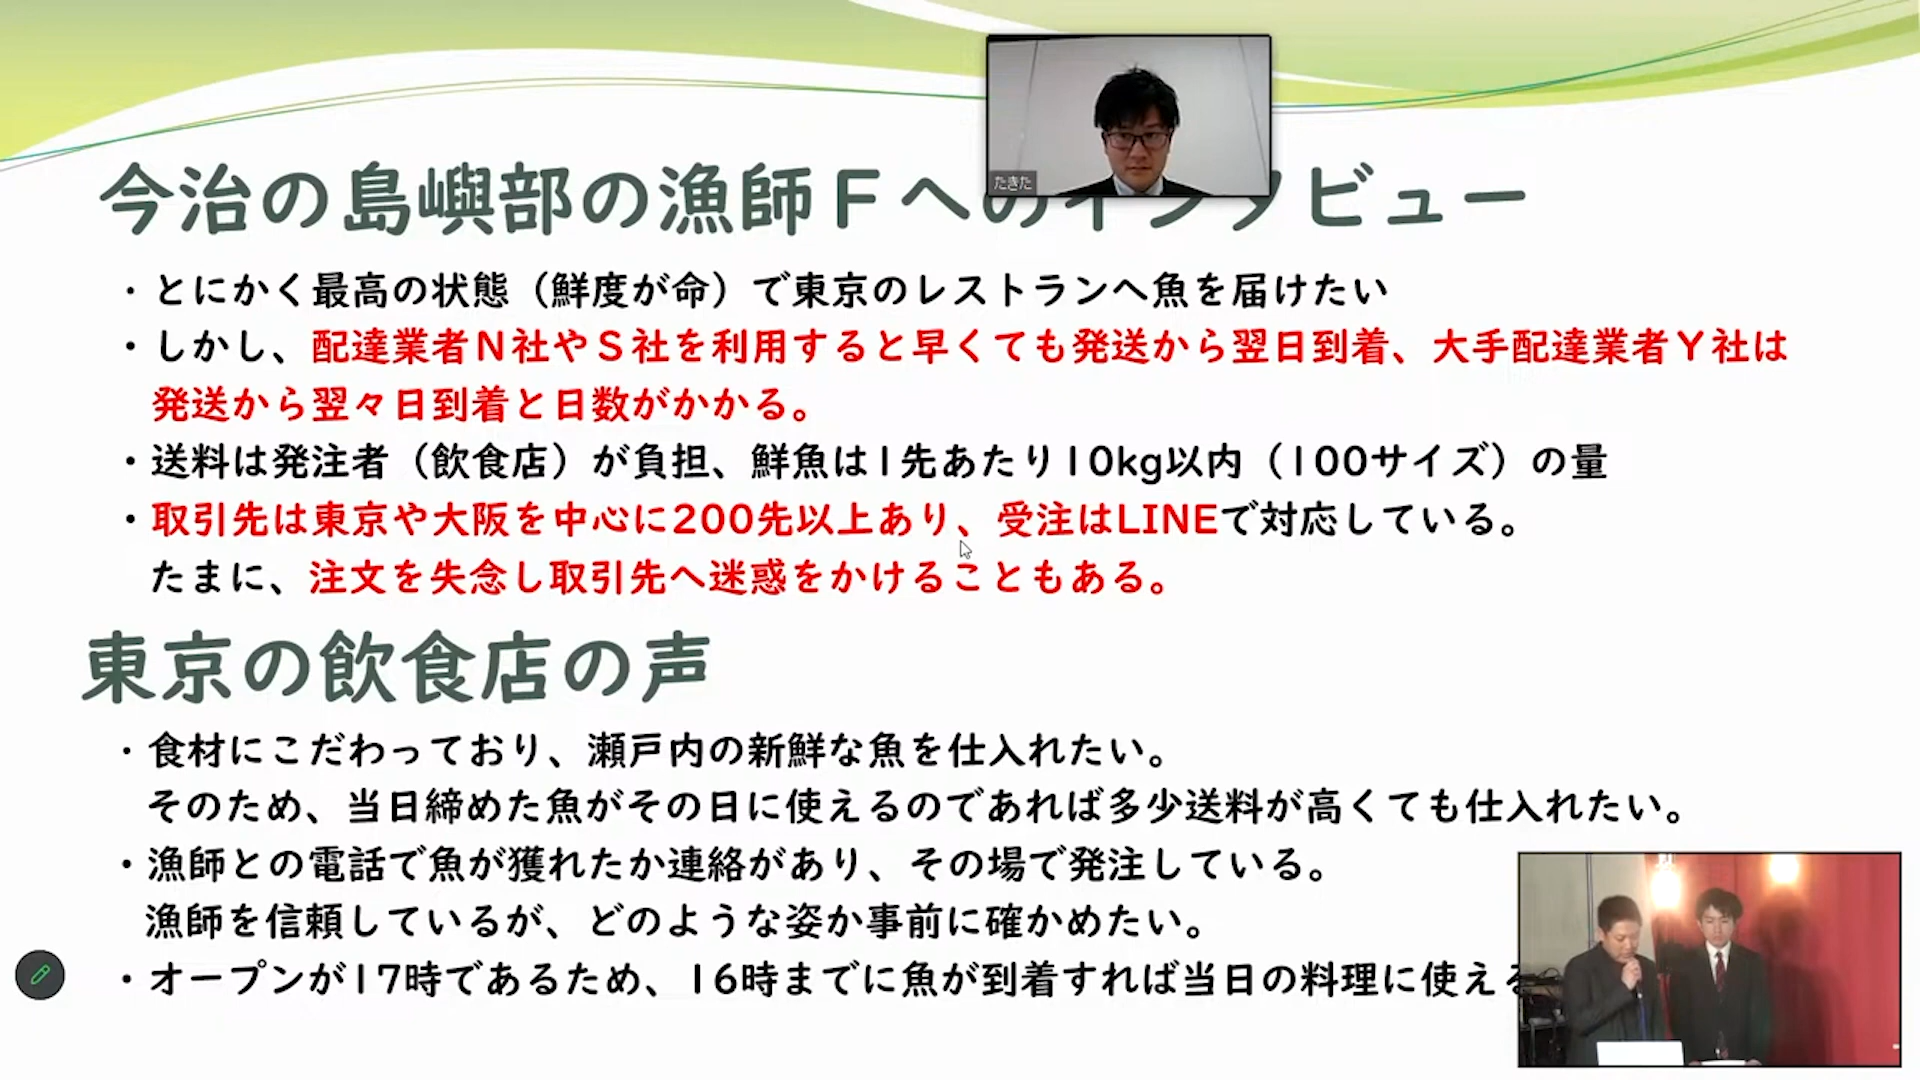 今治の島嶼部の漁師Fへのインタビュー
たきた
・とにかく最高の状態（鮮度が命）で東京のレストランへ魚を届けたい
・しかし、配達業者N社やS社を利用すると早くても発送から翌日到着、大手配達業者Y社は
発送から翌々日到着と日数がかかる。
・送料は発注者（飲食店）が負担、鮮魚は1先あたり10kg以内（100サイズ）の量
・取引先は東京や大阪を中心に200先以上あり、受注はLINEで対応している。
たまに、注文を失念し取引先へ迷惑をかけることもある。
東京の飲食店の声
・食材にこだわっており、瀬戸内の新鮮な魚を仕入れたい。
そのため、当日締めた魚がその日に使えるのであれば多少送料が高くても仕入れたい。
・漁師との電話で魚が獲れたか連絡があり、その場で発注している。
漁師を信頼しているが、どのような姿か事前に確かめたい。
・オープンが17時であるため、16時までに魚が到着すれば当日の料理に使える